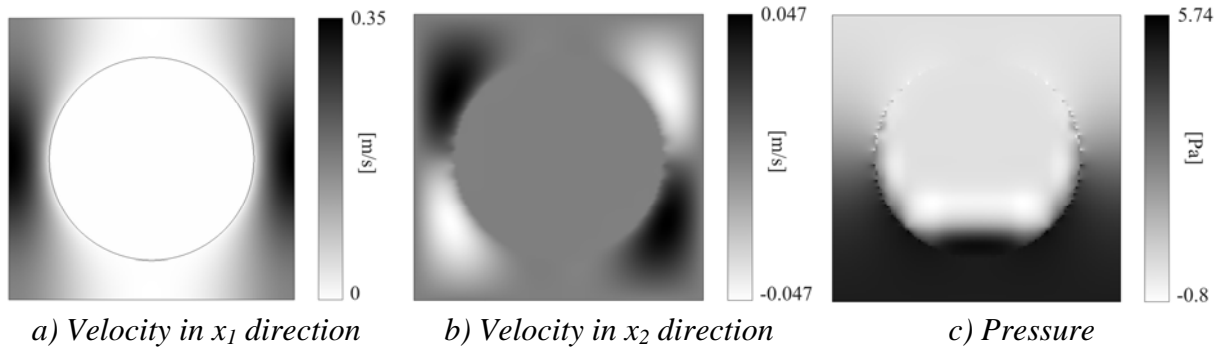 0.35
[m/s]
0
0.047
[m/s]
-0.047
5.74
[Pa]
-0.8
a) Velocity in x₁ direction
b) Velocity in x₂ direction
c) Pressure